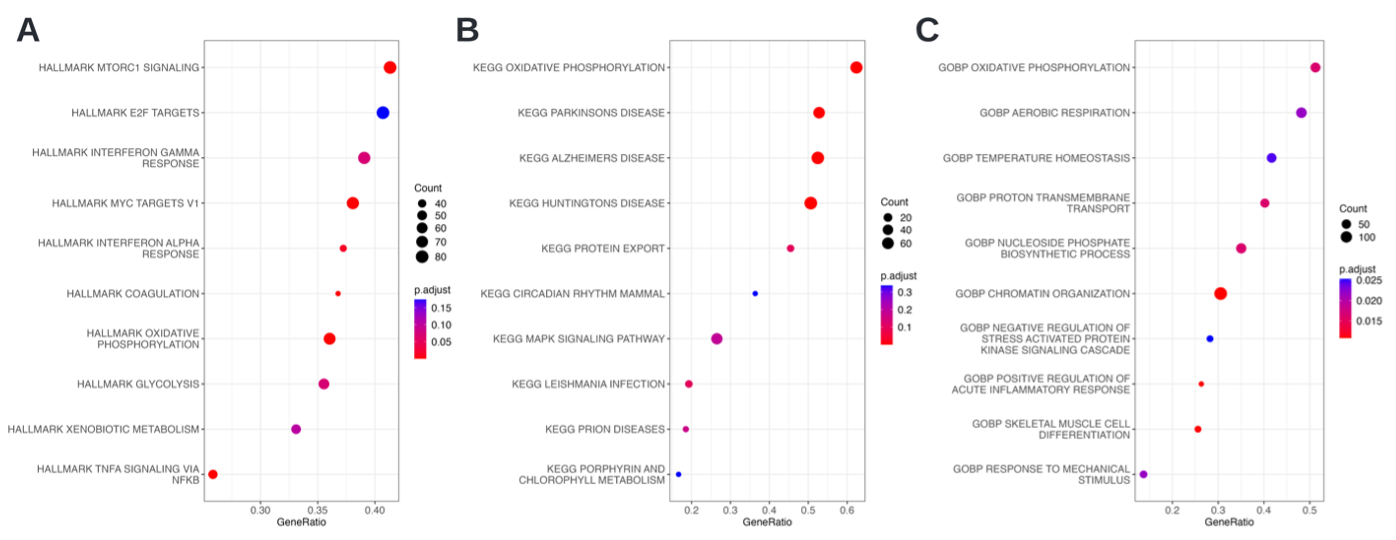 A
HALLMARK MTORC1 SIGNALING
HALLMARK E2F TARGETS
HALLMARK INTERFERON GAMMA
RESPONSE
HALLMARK MYC TARGETS V1
HALLMARK INTERFERON ALPHA
RESPONSE
HALLMARK COAGULATION
HALLMARK OXIDATIVE
PHOSPHORYLATION
HALLMARK GLYCOLYSIS
HALLMARK XENOBIOTIC METABOLISM
HALLMARK TNFA SIGNALING VIA
NFKB
0.30 0.35 0.40
GeneRatio
Count
40
50
60
70
80
p.adjust
0.15
0.10
0.05
B
KEGG OXIDATIVE PHOSPHORYLATION
KEGG PARKINSONS DISEASE
KEGG ALZHEIMERS DISEASE
KEGG HUNTINGTONS DISEASE
KEGG PROTEIN EXPORT
KEGG CIRCADIAN RHYTHM MAMMAL
KEGG MAPK SIGNALING PATHWAY
KEGG LEISHMANIA INFECTION
KEGG PRION DISEASES
KEGG PORPHYRIN AND
CHLOROPHYLL METABOLISM
0.2 0.3 0.4 0.5 0.6
GeneRatio
Count
20
40
60
p.adjust
0.3
0.2
0.1
C
GOBP OXIDATIVE PHOSPHORYLATION
GOBP AEROBIC RESPIRATION
GOBP TEMPERATURE HOMEOSTASIS
GOBP PROTON TRANSMEMBRANE
TRANSPORT
GOBP NUCLEOSIDE PHOSPHATE
BIOSYNTHETIC PROCESS
GOBP CHROMATIN ORGANIZATION
GOBP NEGATIVE REGULATION OF
STRESS ACTIVATED PROTEIN
KINASE SIGNALING CASCADE
GOBP POSITIVE REGULATION OF
ACUTE INFLAMMATORY RESPONSE
GOBP SKELETAL MUSCLE CELL
DIFFERENTIATION
GOBP RESPONSE TO MECHANICAL
STIMULUS
0.2 0.3 0.4 0.5
GeneRatio
Count
50
100
p.adjust
0.025
0.020
0.015